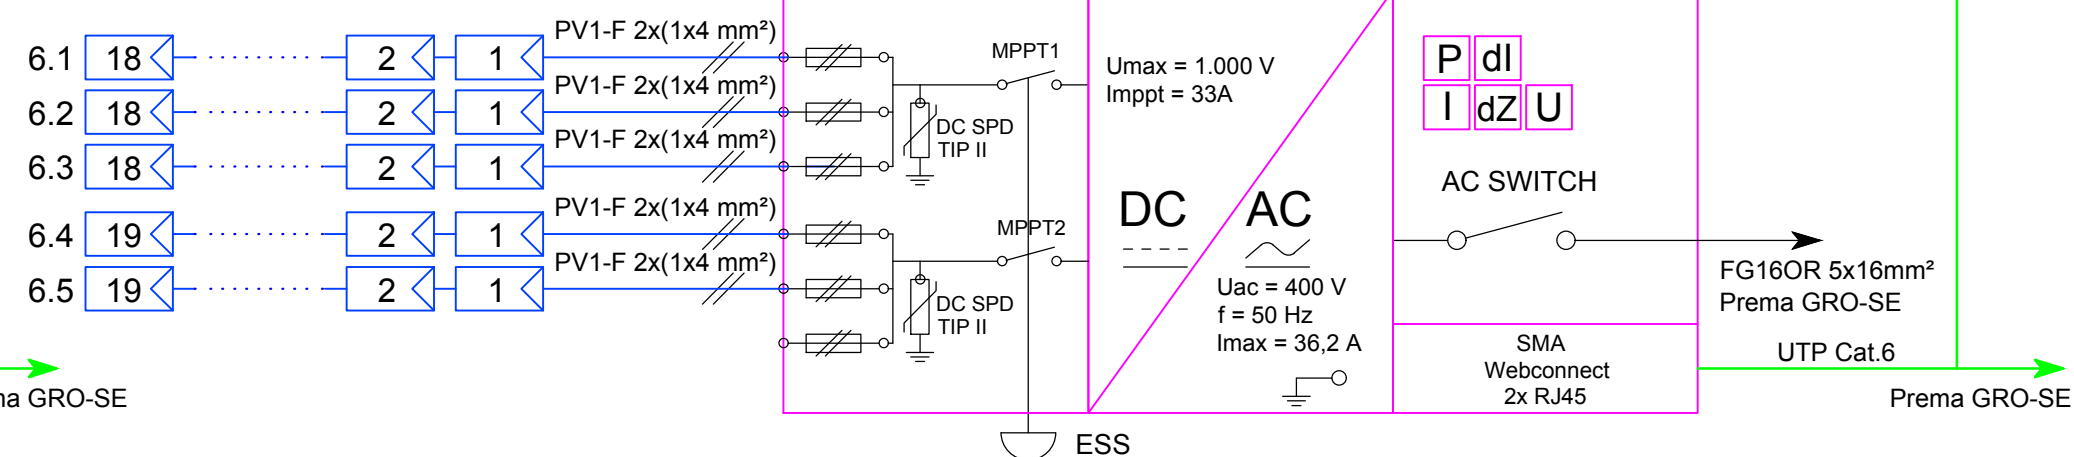 6.1 18 2 1 PV1-F 2x(1x4 mm²)
6.2 18 2 1 PV1-F 2x(1x4 mm²)
6.3 18 2 1 PV1-F 2x(1x4 mm²)
6.4 19 2 1 PV1-F 2x(1x4 mm²)
6.5 19 2 1 PV1-F 2x(1x4 mm²)
MPPT1
DC SPD
TIP II
MPPT2
DC SPD
TIP II
ESS
Umax = 1.000 V
Imppt = 33A
DC AC
Uac = 400 V
f = 50 Hz
Imax = 36,2 A
P dI
I dZ U
AC SWITCH
FG16OR 5x16mm²
Prema GRO-SE
SMA
Webconnect
2x RJ45
UTP Cat.6
Prema GRO-SE
GRO-SE